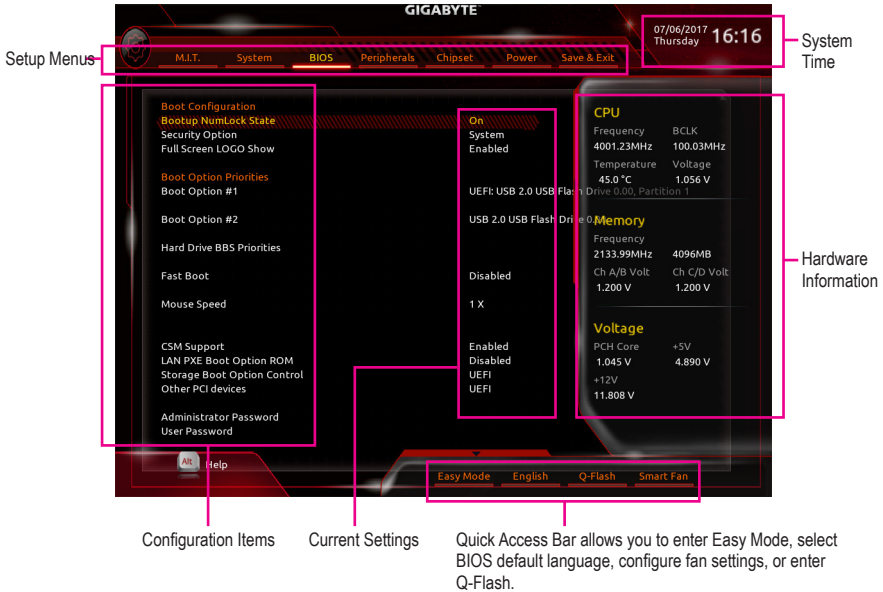 GIGABYTE™
07/06/2017
Thursday
16:16
System
Time
Setup Menus
M.I.T. System BIOS Peripherals Chipset Power Save & Exit
Boot Configuration
Bootup NumLock State On
Security Option System
Full Screen LOGO Show Enabled
Boot Option Priorities
Boot Option #1 UEFI: USB 2.0 USB Flash Drive 0.00, Partition 1
Boot Option #2 USB 2.0 USB Flash Drive 0.
Hard Drive BBS Priorities
Fast Boot Disabled
Mouse Speed 1 X
CSM Support Enabled
LAN PXE Boot Option ROM Disabled
Storage Boot Option Control UEFI
Other PCI devices UEFI
Administrator Password
User Password
CPU
Frequency BCLK
4001.23MHz 100.03MHz
Temperature Voltage
45.0 °C 1.056 V
Memory
Frequency
2133.99MHz 4096MB
Ch A/B Volt Ch C/D Volt
1.200 V 1.200 V
Voltage
PCH Core +5V
1.045 V 4.890 V
+12V
11.808 V
Hardware
Information
Alt Help
Easy Mode English Q-Flash Smart Fan
Configuration Items
Current Settings
Quick Access Bar allows you to enter Easy Mode, select
BIOS default language, configure fan settings, or enter
Q-Flash.